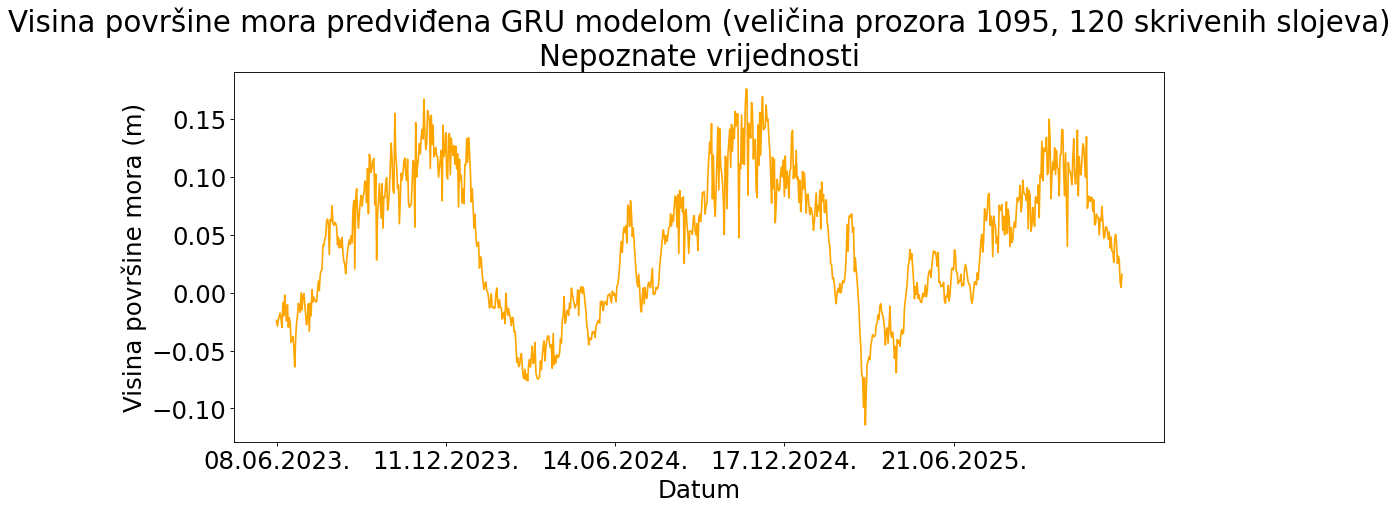 Visina površine mora predviđena GRU modelom (veličina prozora 1095, 120 skrivenih slojeva)
Nepoznate vrijednosti
Visina površine mora (m)
0.15
0.10
0.05
0.00
−0.05
−0.10
08.06.2023. 11.12.2023. 14.06.2024. 17.12.2024. 21.06.2025.
Datum